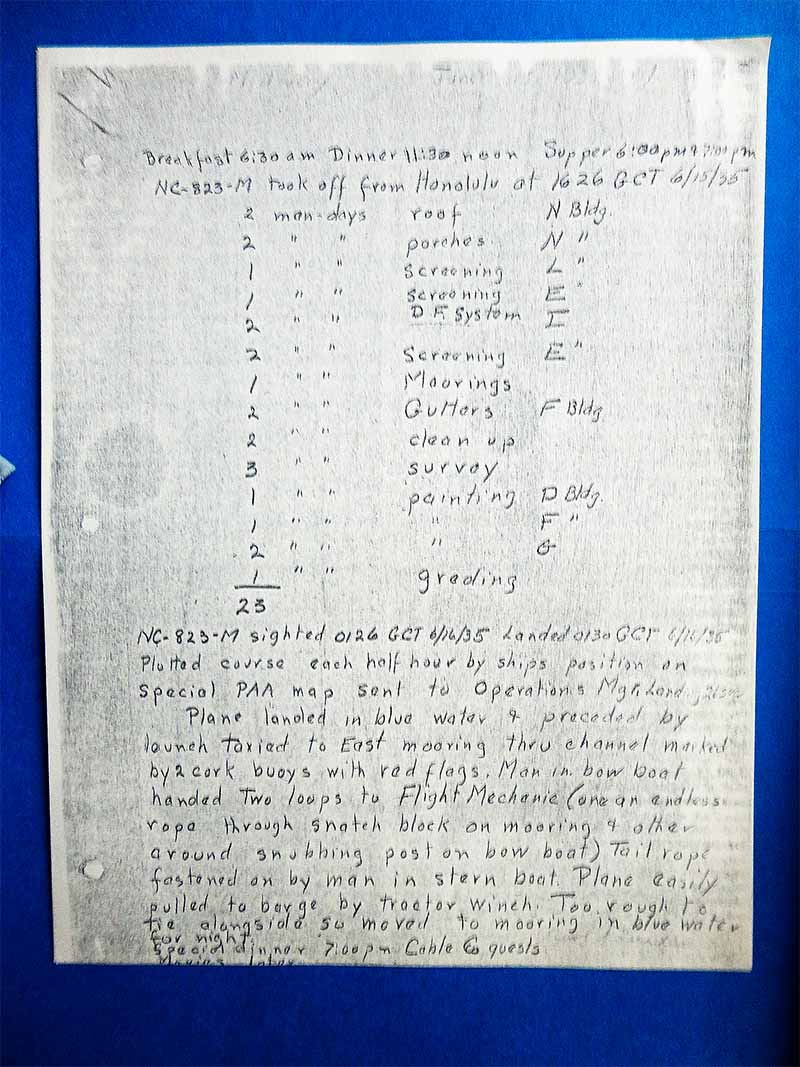 Breakfast 6:30 am Dinner 11:30 noon Supper 6:00 pm & 7:00 pm
NC-823-M took off from Honolulu at 1626 GCT 6/15/35
2 man-days roof N Bldg.
2 " " porches N "
1 " " screening L "
1 " " screening E "
2 " " D.F. System I
2 " " Screening E "
1 " " Moorings
2 " " Gutters F Bldg.
2 " " clean up
3 " " survey
1 " " painting D Bldg.
1 " " " F "
2 " " " G
1 " " grading
23
NC-823-M sighted 0126 GCT 6/16/35 Landed 0130 GCT 6/16/35
Plotted course each half hour by ships position on
special PAA map sent to Operations Mgr.
Plane landed in blue water & preceded by
launch taxied to East mooring thru channel marked
by 2 cork buoys with red flags. Man in bow boat
handed Two loops to Flight Mechanic (one an endless
rope through snatch block on mooring & other
around snubbing post on bow boat) Tail rope
fastened on by man in stern boat. Plane easily
pulled to barge by tractor winch. Too rough to
tie alongside so moved to mooring in blue water
for night.
Special dinner 7:00 pm Cable Co guests
Movies later